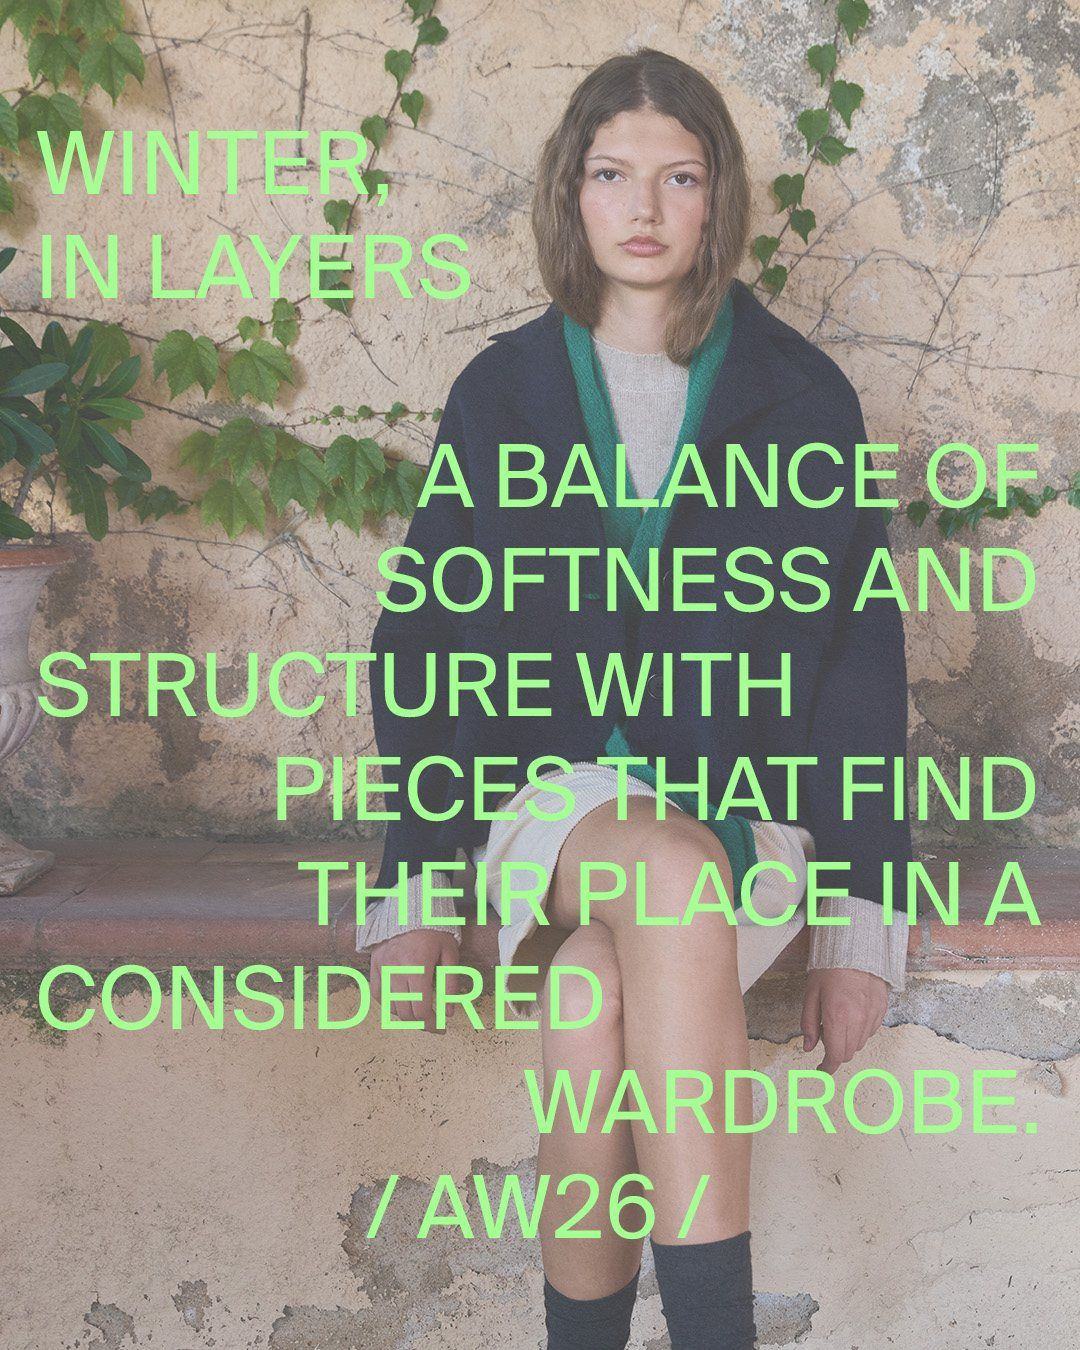 WINTER,
IN LAYERS
A BALANCE OF
SOFTNESS AND
STRUCTURE WITH
PIECES THAT FIND
THEIR PLACE IN A
CONSIDERED
WARDROBE.
/ AW26 /